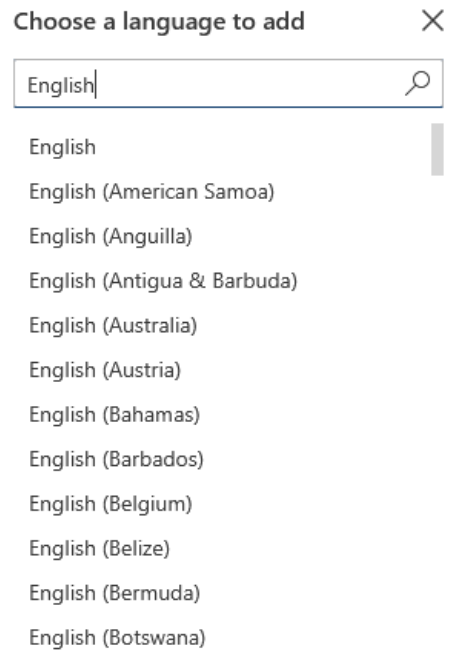 Choose a language to add
English
English
English (American Samoa)
English (Anguilla)
English (Antigua & Barbuda)
English (Australia)
English (Austria)
English (Bahamas)
English (Barbados)
English (Belgium)
English (Belize)
English (Bermuda)
English (Botswana)